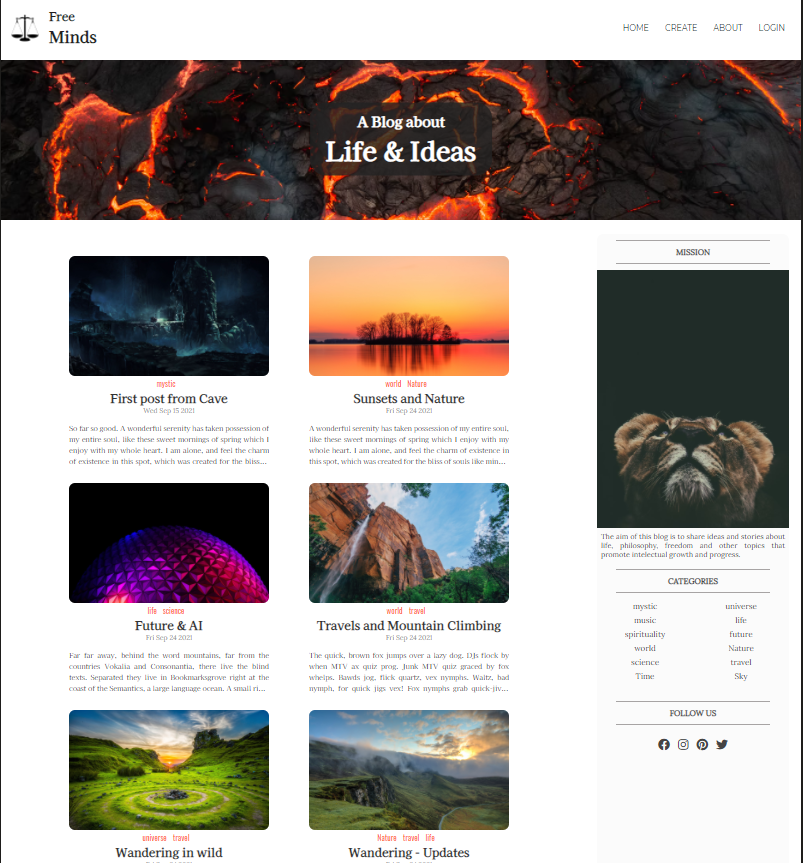 Free
Minds
HOME CREATE ABOUT LOGIN
A Blog about
Life & Ideas
mystic
First post from Cave
Wed Sep 15 2021
So far so good. A wonderful serenity has taken possession of
my entire soul, like these sweet mornings of spring which I
enjoy with my whole heart. I am alone, and feel the charm
of existence in this spot, which was created for the bliss...
world Nature
Sunsets and Nature
Fri Sep 24 2021
A wonderful serenity has taken possession of my entire soul,
like these sweet mornings of spring which I enjoy with my
whole heart. I am alone, and feel the charm of existence in
this spot, which was created for the bliss of souls like min...
life science
Future & AI
Fri Sep 24 2021
Far far away, behind the word mountains, far from the
countries Vokalia and Consonantia, there live the blind
texts. Separated they live in Bookmarksgrove right at the
coast of the Semantics, a large language ocean. A small ri...
world travel
Travels and Mountain Climbing
Fri Sep 24 2021
The quick, brown fox jumps over a lazy dog. DJs flock by
when MTV ax quiz prog. Junk MTV quiz graced by fox
whelps. Bawds jog, flick quartz, vex nymphs. Waltz, bad
nymph, for quick jigs vex! Fox nymphs grab quick-jiv...
universe travel
Wandering in wild
Nature travel life
Wandering - Updates
MISSION
The aim of this blog is to share ideas and stories about
life, philosophy, freedom and other topics that
promote intelectual growth and progress.
CATEGORIES
mystic universe
music life
spirituality future
world Nature
science travel
Time Sky
FOLLOW US